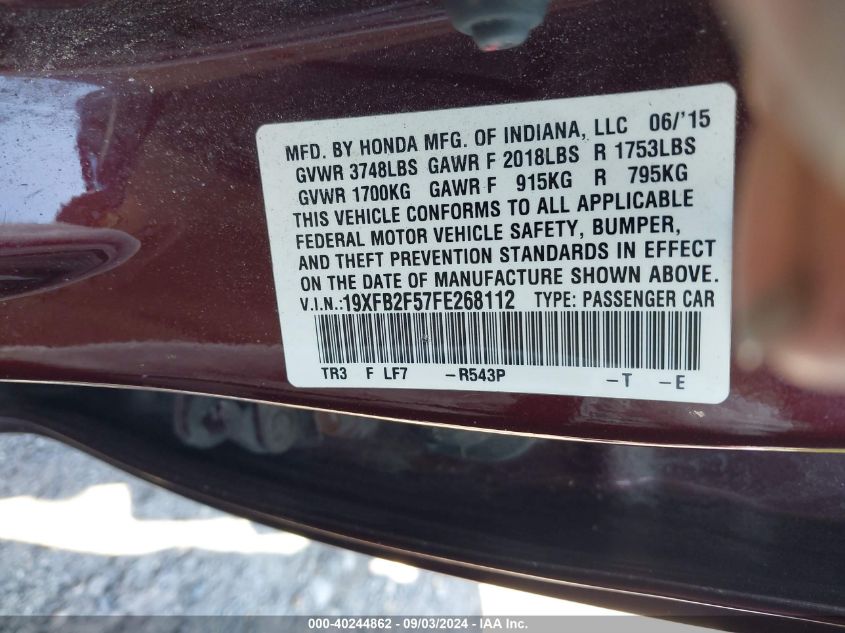 MFD. BY HONDA MFG. OF INDIANA, LLC 06/'15
GVWR 3748LBS GAWR F 2018LBS R 1753LBS
GVWR 1700KG GAWR F 915KG R 795KG
THIS VEHICLE CONFORMS TO ALL APPLICABLE
FEDERAL MOTOR VEHICLE SAFETY, BUMPER,
AND THEFT PREVENTION STANDARDS IN EFFECT
ON THE DATE OF MANUFACTURE SHOWN ABOVE.
V.I.N.:19XFB2F57FE268112 TYPE: PASSENGER CAR
TR3 F LF7 -R543P -T -E
000-40244862 - 09/03/2024 - IAA Inc.